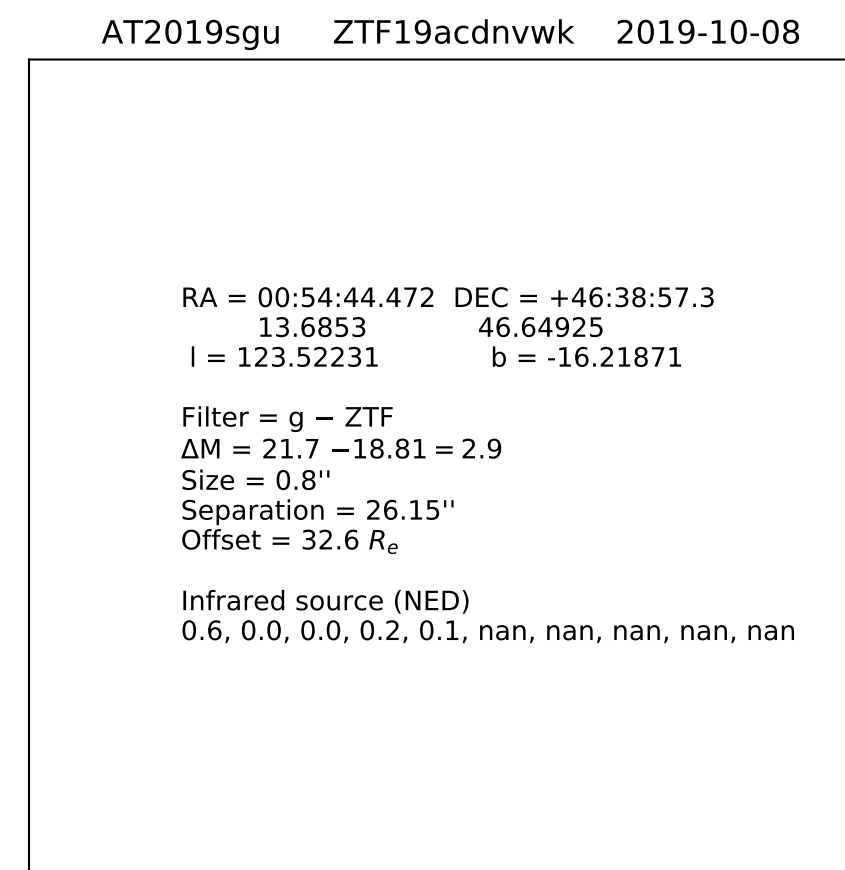 AT2019sgu ZTF19acdnvwk 2019-10-08
RA = 00:54:44.472 DEC = +46:38:57.3
13.6853 46.64925
l = 123.52231 b = -16.21871
Filter = g − ZTF
ΔM = 21.7 −18.81 = 2.9
Size = 0.8''
Separation = 26.15''
Offset = 32.6 Rₑ
Infrared source (NED)
0.6, 0.0, 0.0, 0.2, 0.1, nan, nan, nan, nan, nan